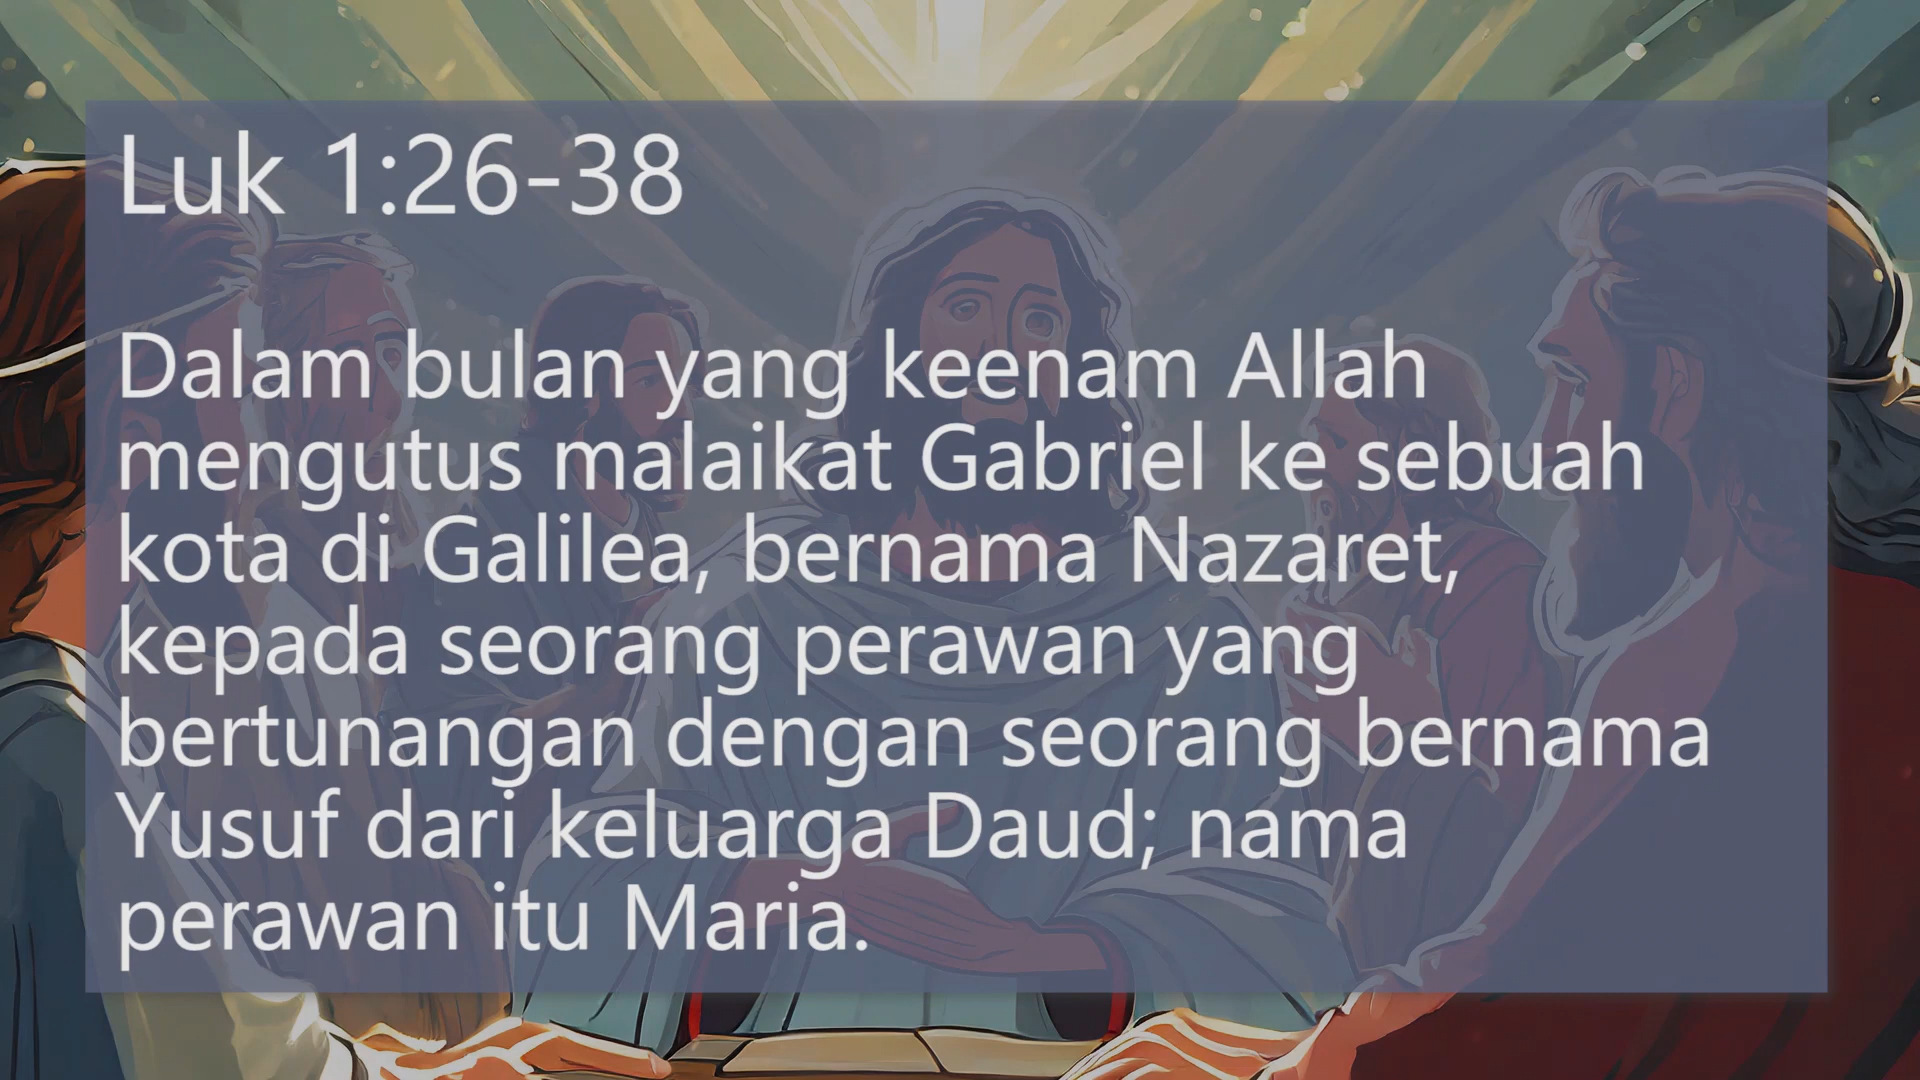 Luk 1:26-38
Dalam bulan yang keenam Allah
mengutus malaikat Gabriel ke sebuah
kota di Galilea, bernama Nazaret,
kepada seorang perawan yang
bertunangan dengan seorang bernama
Yusuf dari keluarga Daud; nama
perawan itu Maria.